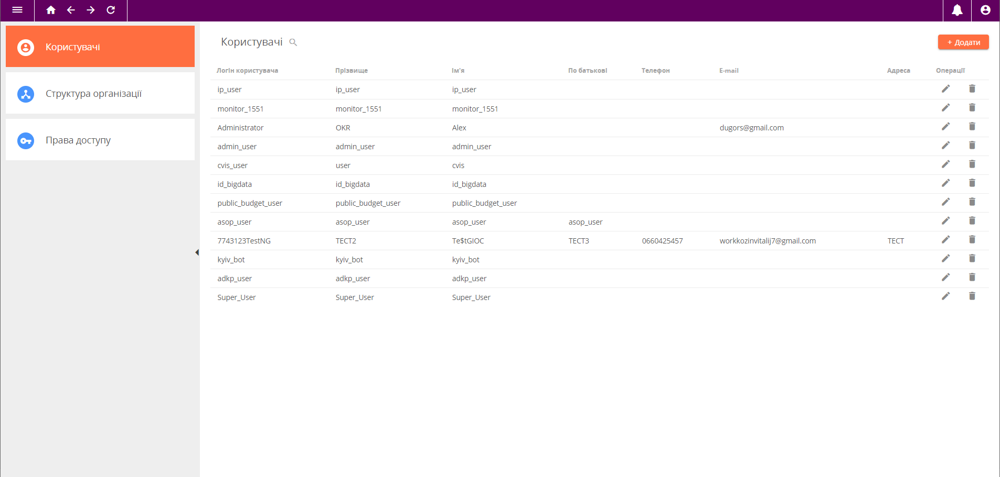 Користувачі
Структура організації
Права доступу
Користувачі
+ Додати
Логін користувача Прізвище Ім'я По батькові Телефон E-mail Адреса Операції
ip_user ip_user ip_user
monitor_1551 monitor_1551 monitor_1551
Administrator OKR Alex dugors@gmail.com
admin_user admin_user admin_user
cvis_user user cvis
id_bigdata id_bigdata id_bigdata
public_budget_user public_budget_user public_budget_user
asop_user asop_user asop_user asop_user
7743123TestNG ТЕСТ2 Te$tGIOC ТЕСТ3 0660425457 workkozinvitalij7@gmail.com ТЕСТ
kyiv_bot kyiv_bot kyiv_bot
adkp_user adkp_user adkp_user
Super_User Super_User Super_User